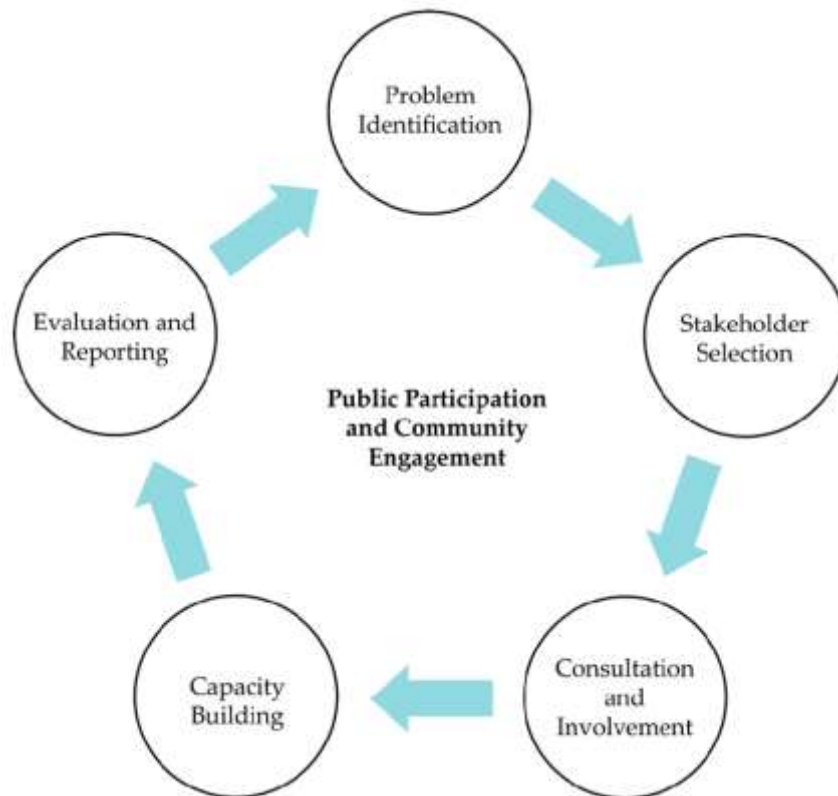 Problem
Identification
Stakeholder
Selection
Consultation
and
Involvement
Capacity
Building
Evaluation and
Reporting
Public Participation
and Community
Engagement